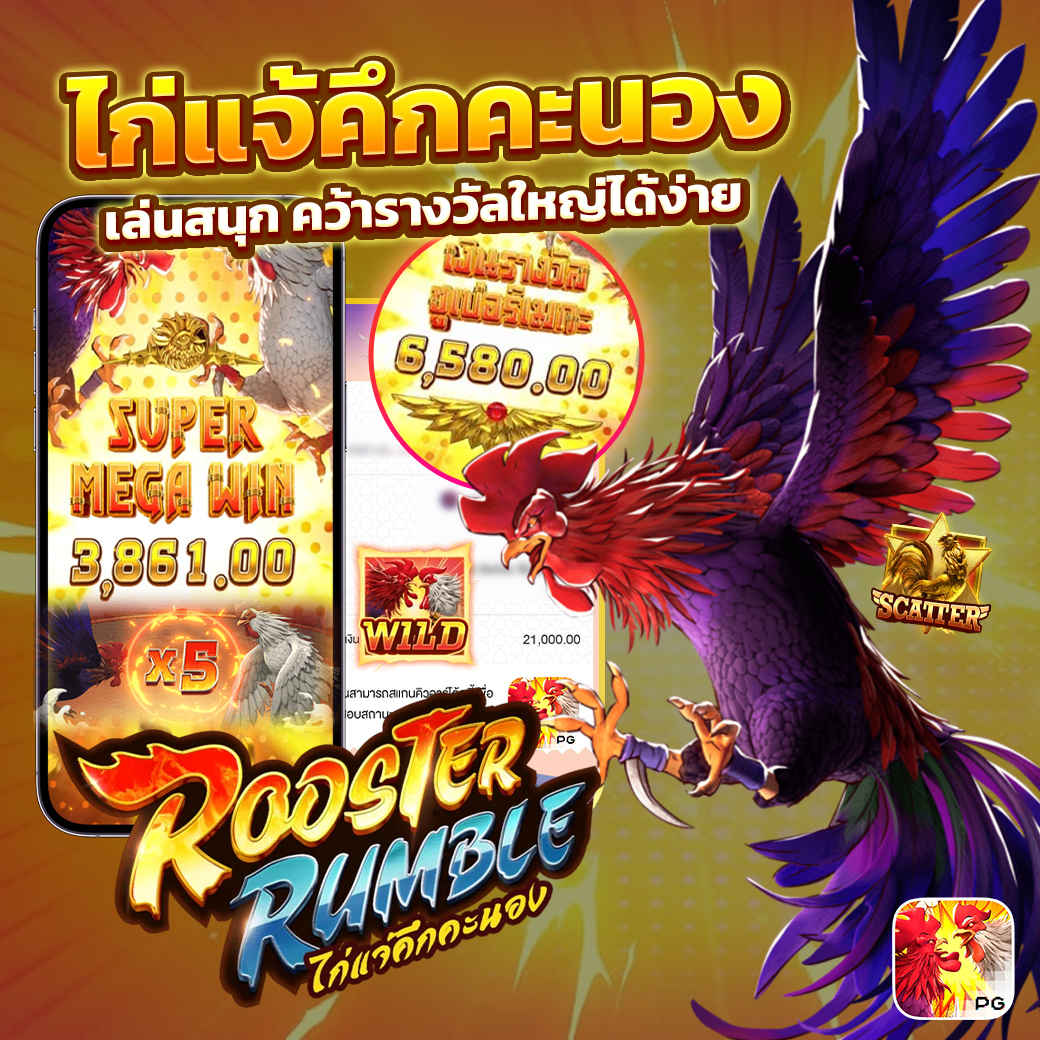 ไก่แจ้คึกคะนอง
เล่นสนุก คว้ารางวัลใหญ่ได้ง่าย
เงินรางวัล
ซูเปอร์เมกะ
6,580.00
SUPER
MEGA WIN
3,861.00
x5
WILD
SCATTER
21,000.00
PG
ROOSTER
RUMBLE
ไก่แจ้คึกคะนอง
PG